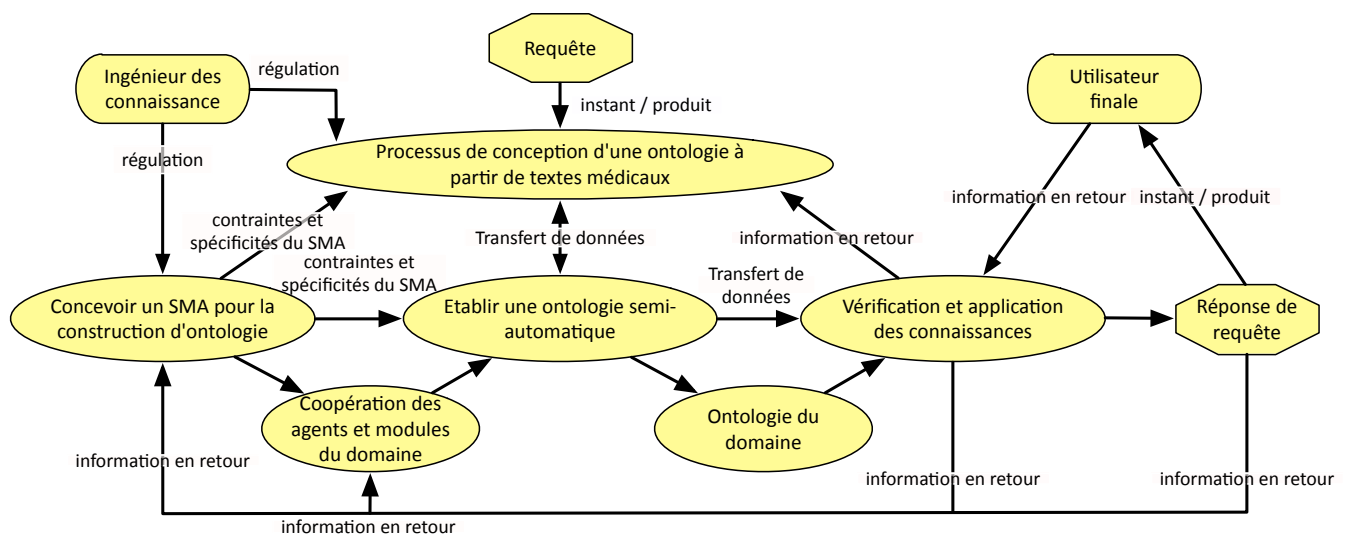 Requête
Ingénieur des
connaissance
régulation
Utilisateur
finale
instant / produit
régulation
Processus de conception d'une ontologie à
partir de textes médicaux
information en retour
instant / produit
contraintes et
spécificités du SMA
Transfert de données
information en retour
contraintes et
spécificités du SMA
Transfert de
données
Concevoir un SMA pour la
construction d'ontologie
Etablir une ontologie semi-
automatique
Vérification et application
des connaissances
Réponse de
requête
Coopération des
agents et modules
du domaine
Ontologie du
domaine
information en retour
information en retour
information en retour
information en retour